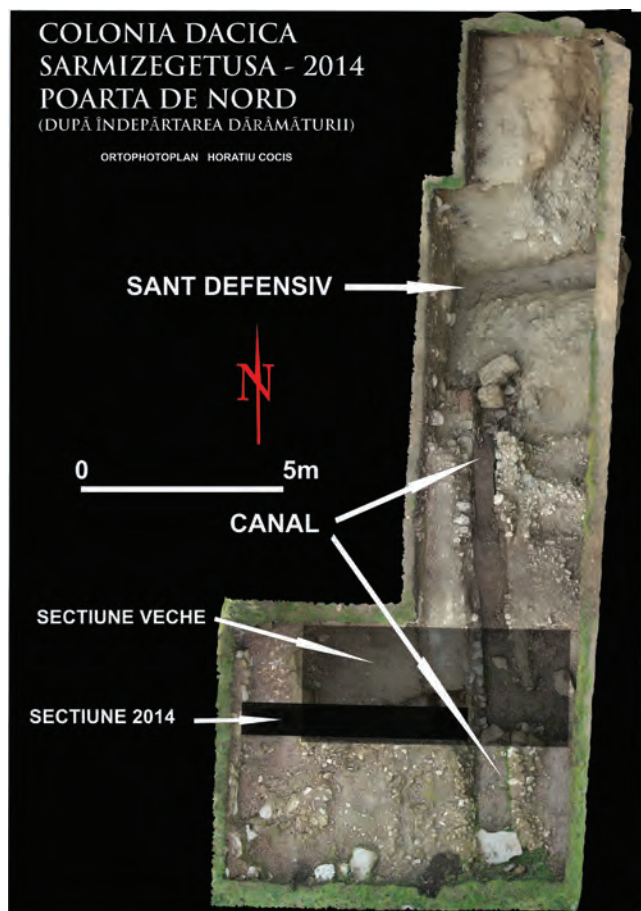 COLONIA DACICA
SARMIZEGETUSA - 2014
POARTA DE NORD
(DUPĂ ÎNDEPĂRTAREA DĂRÂMĂTURII)
ORTOPHOTOPLAN HORATIU COCIS
SANT DEFENSIV
N
0 5m
CANAL
SECTIUNE VECHE
SECTIUNE 2014